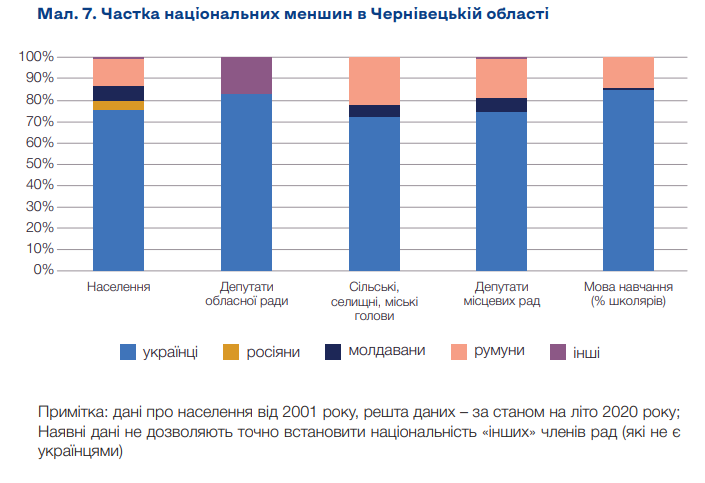 Мал. 7. Частка національних меншин в Чернівецькій області
100%
90%
80%
70%
60%
50%
40%
30%
20%
10%
0%
Населення
Депутати
обласної ради
Сільські,
селищні, міські
голови
Депутати
місцевих рад
Мова навчання
(% школярів)
українці
росіяни
молдавани
румуни
інші
Примітка: дані про населення від 2001 року, решта даних – за станом на літо 2020 року;
Наявні дані не дозволяють точно встановити національність «інших» членів рад (які не є
українцями)